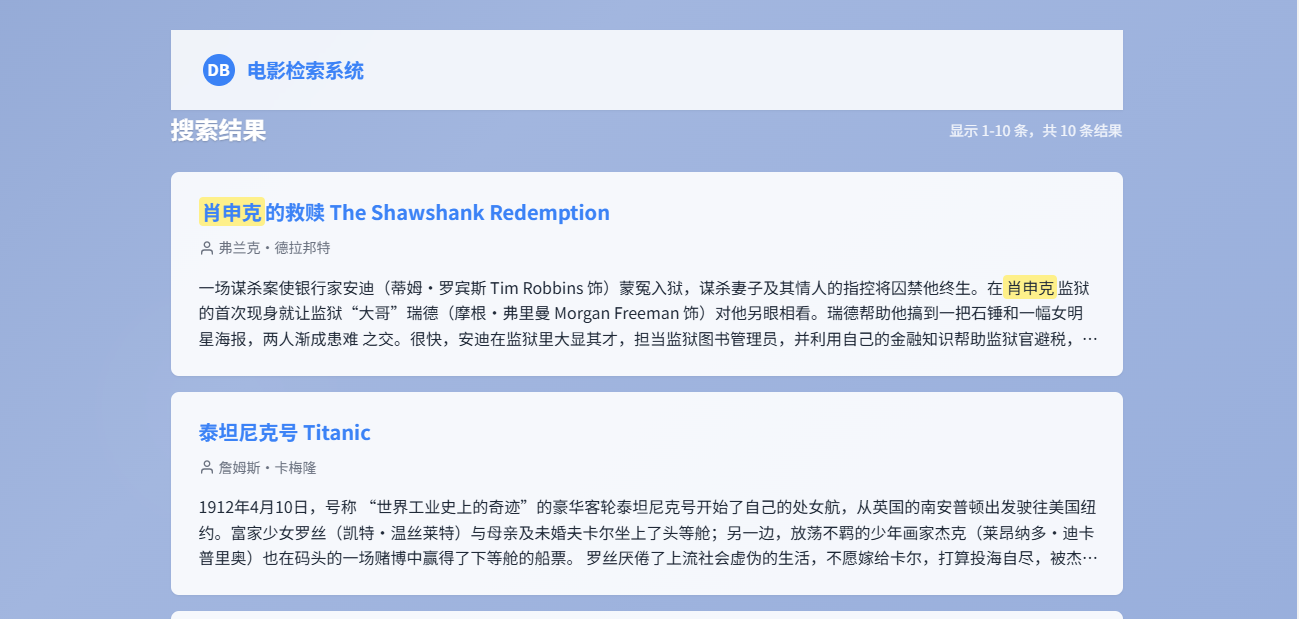 DB 电影检索系统
搜索结果
显示 1-10 条，共 10 条结果
肖申克的救赎 The Shawshank Redemption
弗兰克·德拉邦特
一场谋杀案使银行家安迪（蒂姆·罗宾斯 Tim Robbins 饰）蒙冤入狱，谋杀妻子及其情人的指控将囚禁他终生。在肖申克监狱
的首次现身就让监狱“大哥”瑞德（摩根·弗里曼 Morgan Freeman 饰）对他另眼相看。瑞德帮助他搞到一把石锤和一幅女明
星海报，两人渐成患难 之交。很快，安迪在监狱里大显其才，担当监狱图书管理员，并利用自己的金融知识帮助监狱官避税，…
泰坦尼克号 Titanic
詹姆斯·卡梅隆
1912年4月10日，号称 “世界工业史上的奇迹”的豪华客轮泰坦尼克号开始了自己的处女航，从英国的南安普顿出发驶往美国纽
约。富家少女罗丝（凯特·温丝莱特）与母亲及未婚夫卡尔坐上了头等舱；另一边，放荡不羁的少年画家杰克（莱昂纳多·迪卡
普里奥）也在码头的一场赌博中赢得了下等舱的船票。 罗丝厌倦了上流社会虚伪的生活，不愿嫁给卡尔，打算投海自尽，被杰…